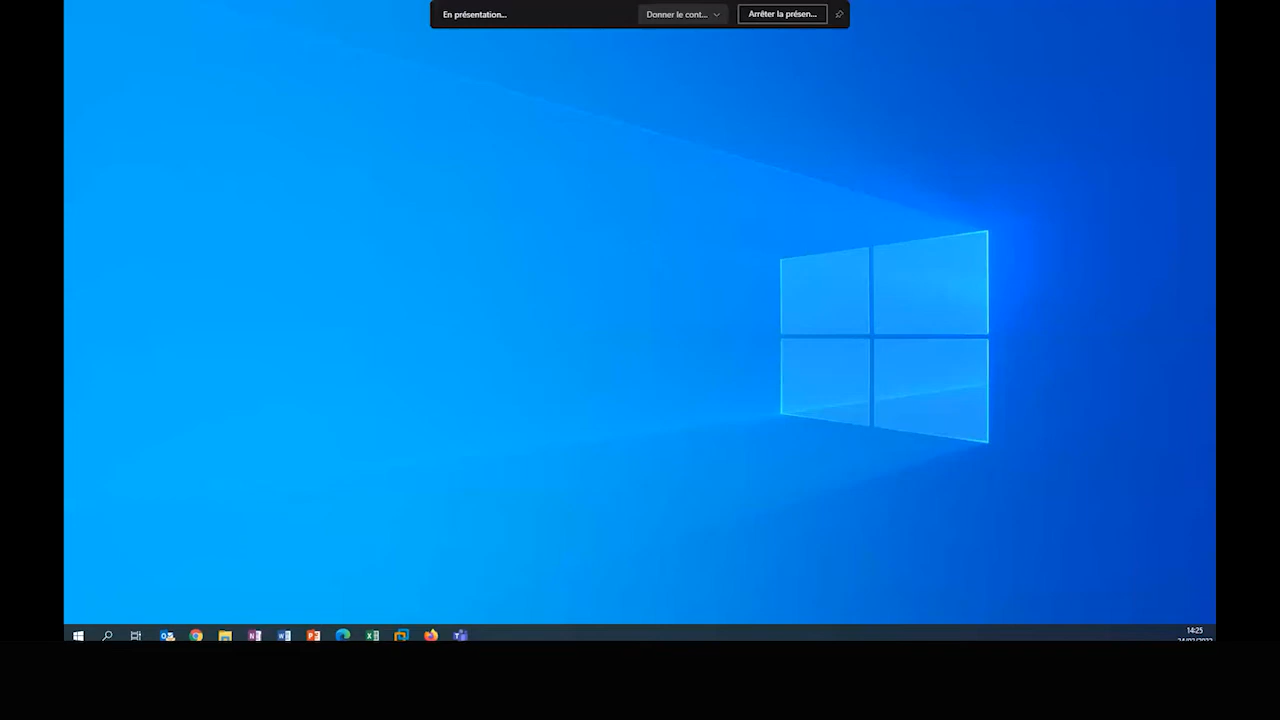 En présentation...
Donner le cont...
Arrêter la présen...
14:25